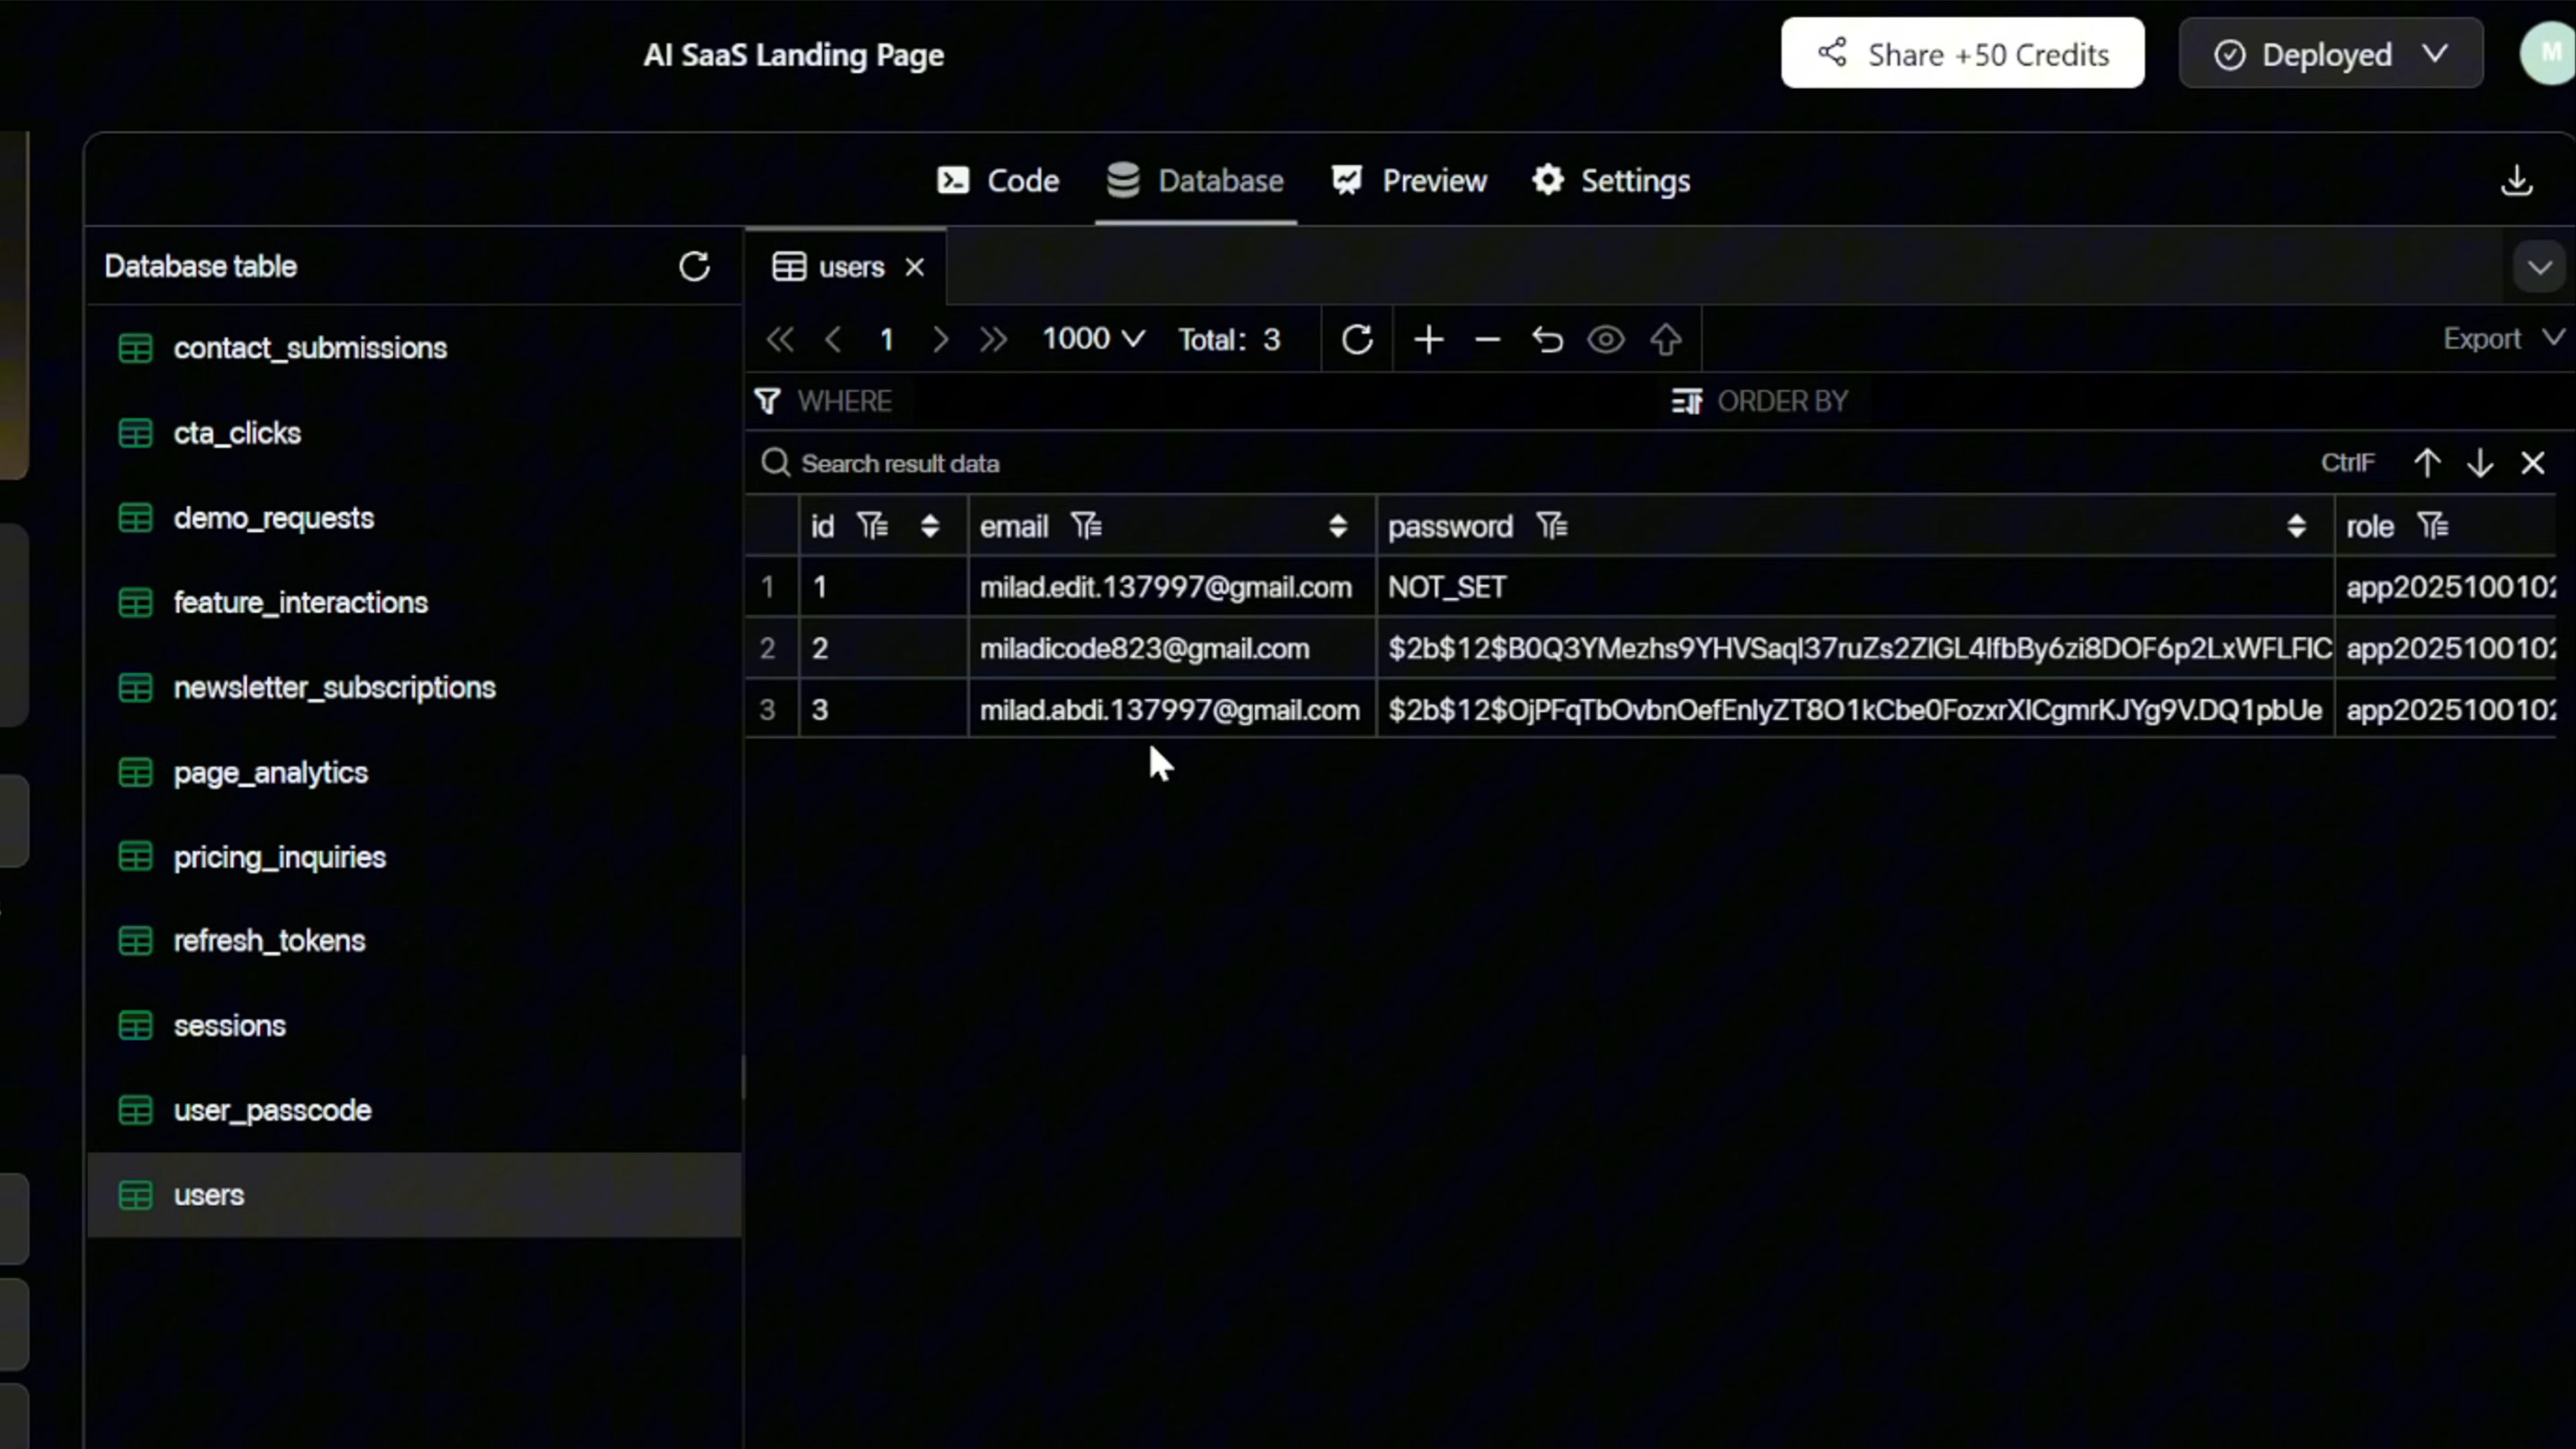 AI SaaS Landing Page
Share +50 Credits
Deployed
M
Code
Database
Preview
Settings
Database table
contact_submissions
cta_clicks
demo_requests
feature_interactions
newsletter_subscriptions
page_analytics
pricing_inquiries
refresh_tokens
sessions
user_passcode
users
users
1
1000
Total: 3
Export
WHERE
ORDER BY
Search result data
CtrlF
id email password role
1 1 milad.edit.137997@gmail.com NOT_SET app2025100102
2 2 miladicode823@gmail.com app2025100102
3 3 milad.abdi.137997@gmail.com app2025100102